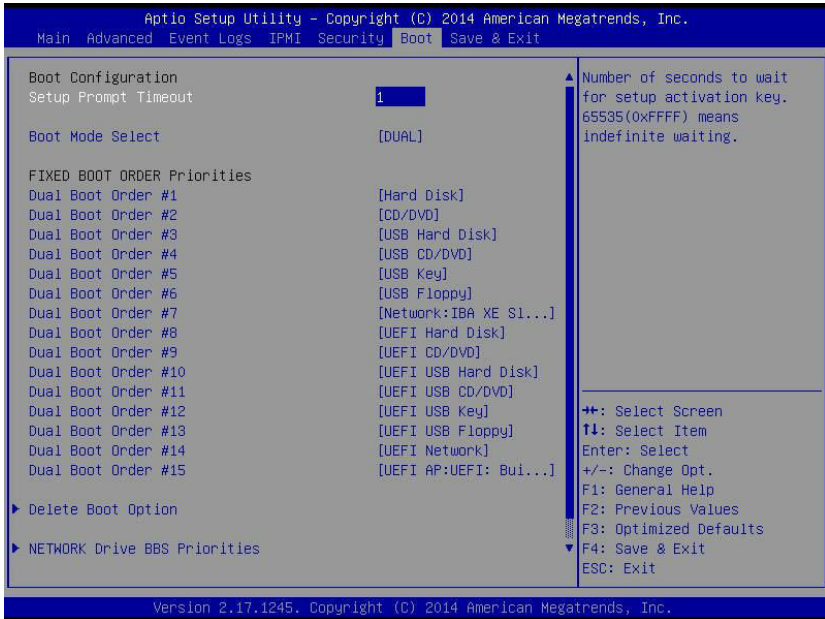 Aptio Setup Utility – Copyright (C) 2014 American Megatrends, Inc.
Main Advanced Event Logs IPMI Security Boot Save & Exit
Boot Configuration
Setup Prompt Timeout 1
Boot Mode Select [DUAL]
FIXED BOOT ORDER Priorities
Dual Boot Order #1 [Hard Disk]
Dual Boot Order #2 [CD/DVD]
Dual Boot Order #3 [USB Hard Disk]
Dual Boot Order #4 [USB CD/DVD]
Dual Boot Order #5 [USB Key]
Dual Boot Order #6 [USB Floppy]
Dual Boot Order #7 [Network:IBA XE Sl...]
Dual Boot Order #8 [UEFI Hard Disk]
Dual Boot Order #9 [UEFI CD/DVD]
Dual Boot Order #10 [UEFI USB Hard Disk]
Dual Boot Order #11 [UEFI USB CD/DVD]
Dual Boot Order #12 [UEFI USB Key]
Dual Boot Order #13 [UEFI USB Floppy]
Dual Boot Order #14 [UEFI Network]
Dual Boot Order #15 [UEFI AP:UEFI: Bui...]
Delete Boot Option
NETWORK Drive BBS Priorities
Number of seconds to wait
for setup activation key.
65535(0xFFFF) means
indefinite waiting.
→←: Select Screen
↑↓: Select Item
Enter: Select
+/-: Change Opt.
F1: General Help
F2: Previous Values
F3: Optimized Defaults
F4: Save & Exit
ESC: Exit
Version 2.17.1245. Copyright (C) 2014 American Megatrends, Inc.